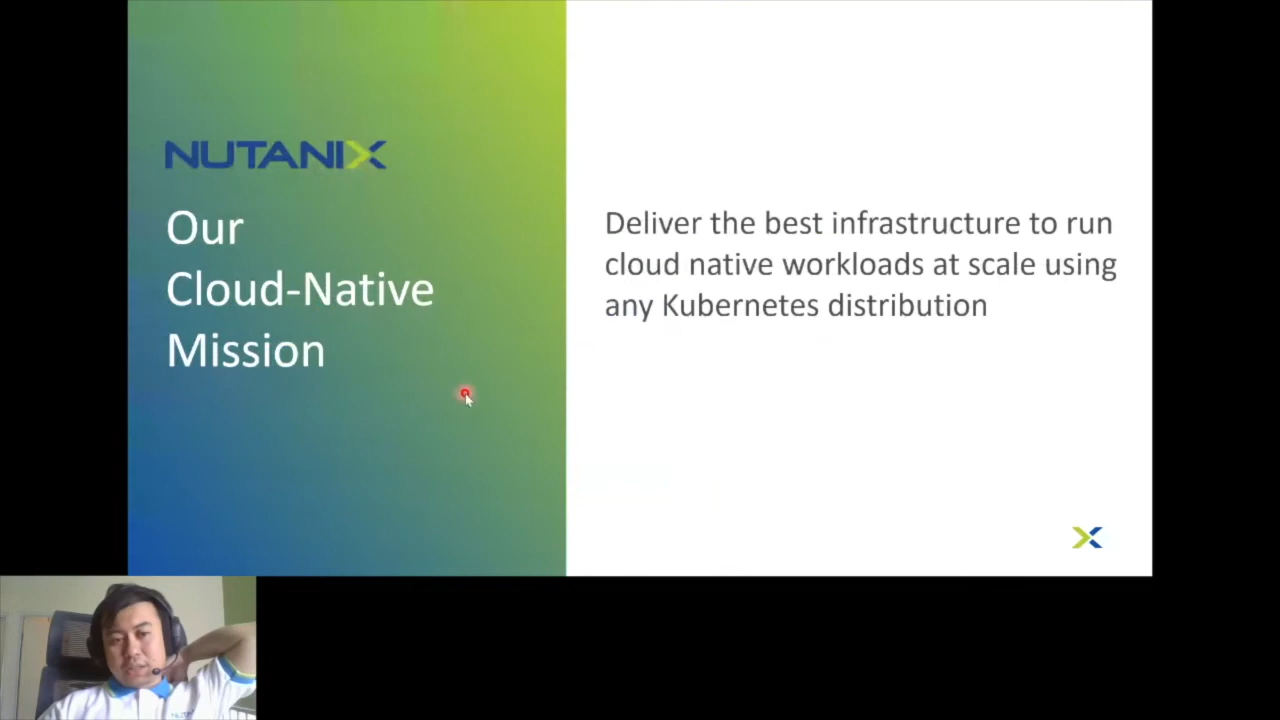 NUTANIX
Our
Cloud-Native
Mission
Deliver the best infrastructure to run
cloud native workloads at scale using
any Kubernetes distribution